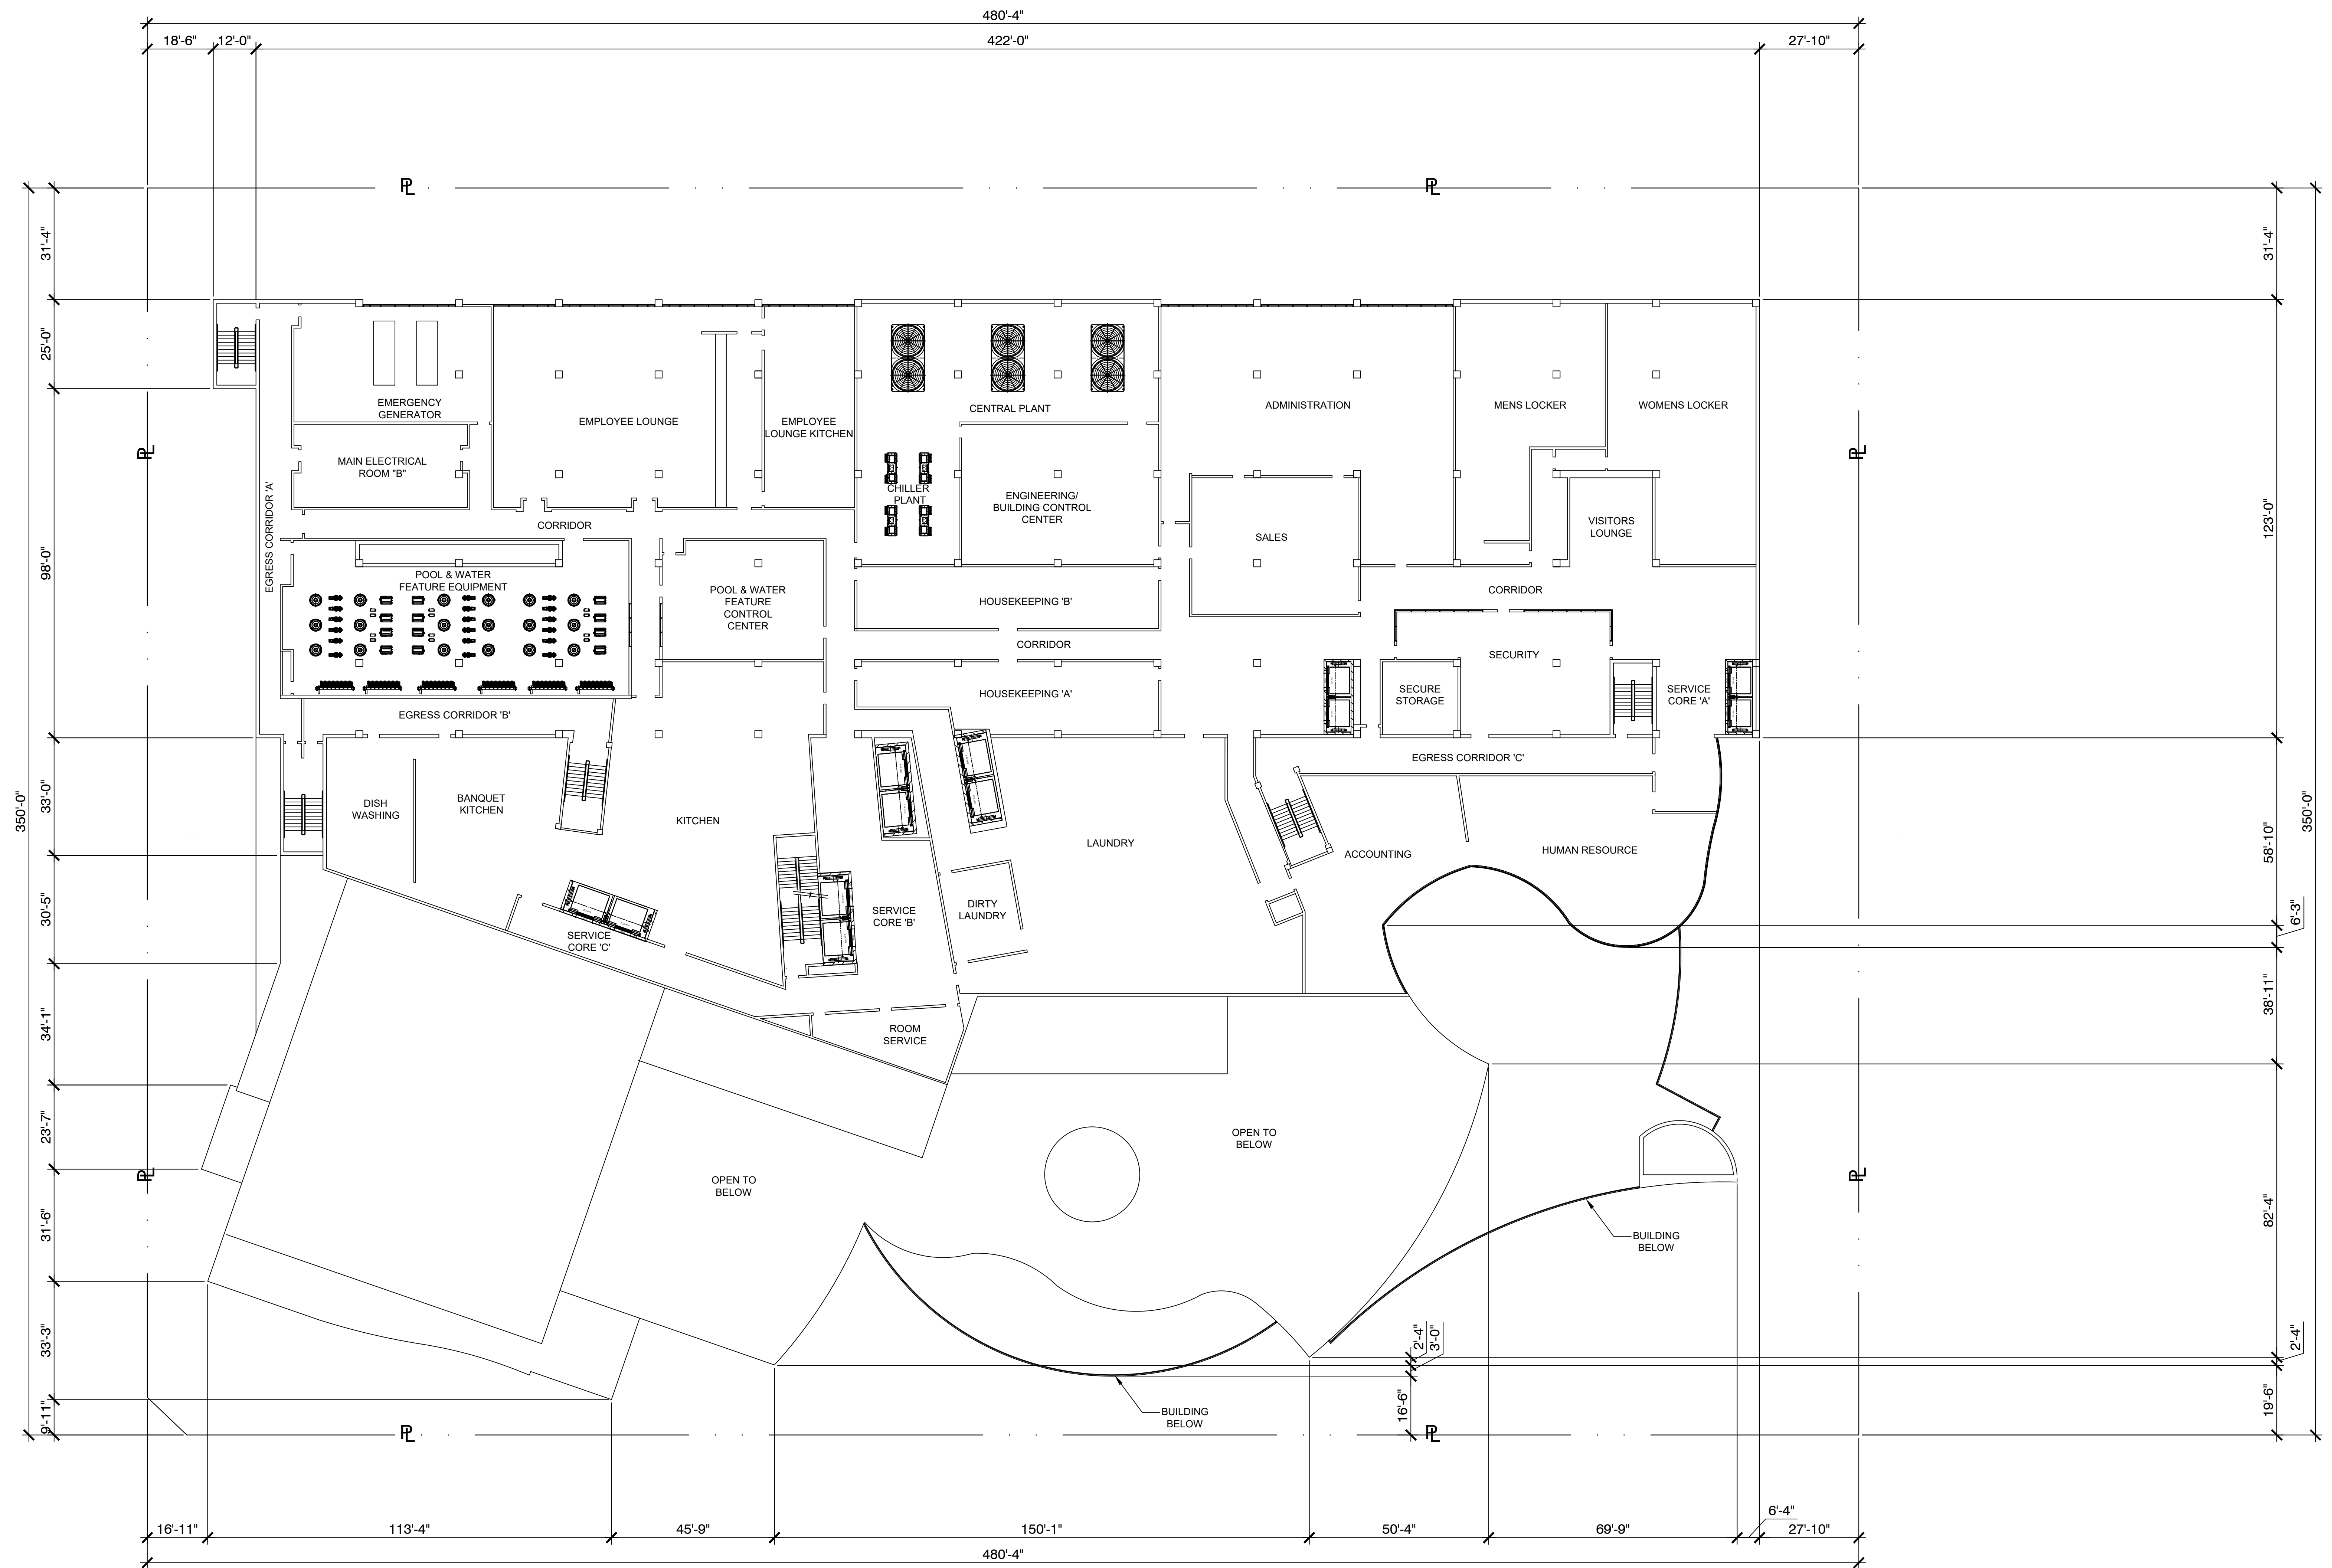 480'-4"
18'-6"
12'-0"
422'-0"
27'-10"
PL
PL
31'-4"
31'-4"
25'-0"
EMERGENCY
GENERATOR
EMPLOYEE LOUNGE
EMPLOYEE
LOUNGE KITCHEN
CENTRAL PLANT
ADMINISTRATION
MENS LOCKER
WOMENS LOCKER
PL
PL
MAIN ELECTRICAL
ROOM "B"
EGRESS CORRIDOR 'A'
CHILLER
PLANT
ENGINEERING/
BUILDING CONTROL
CENTER
CORRIDOR
SALES
VISITORS
LOUNGE
123'-0"
98'-0"
POOL & WATER
FEATURE EQUIPMENT
POOL & WATER
FEATURE
CONTROL
CENTER
HOUSEKEEPING 'B'
CORRIDOR
CORRIDOR
SECURITY
HOUSEKEEPING 'A'
SECURE
STORAGE
SERVICE
CORE 'A'
EGRESS CORRIDOR 'B'
EGRESS CORRIDOR 'C'
350'-0"
33'-0"
DISH
WASHING
BANQUET
KITCHEN
KITCHEN
LAUNDRY
ACCOUNTING
HUMAN RESOURCE
58'-10"
350'-0"
30'-5"
SERVICE
CORE 'C'
SERVICE
CORE 'B'
DIRTY
LAUNDRY
6'-3"
34'-1"
ROOM
SERVICE
38'-11"
23'-7"
OPEN TO
BELOW
OPEN TO
BELOW
PL
PL
31'-6"
82'-4"
BUILDING
BELOW
33'-3"
2'-4"
3'-0"
2'-4"
9'-11"
16'-6"
19'-6"
BUILDING
BELOW
PL
PL
16'-11"
113'-4"
45'-9"
150'-1"
50'-4"
69'-9"
6'-4"
27'-10"
480'-4"